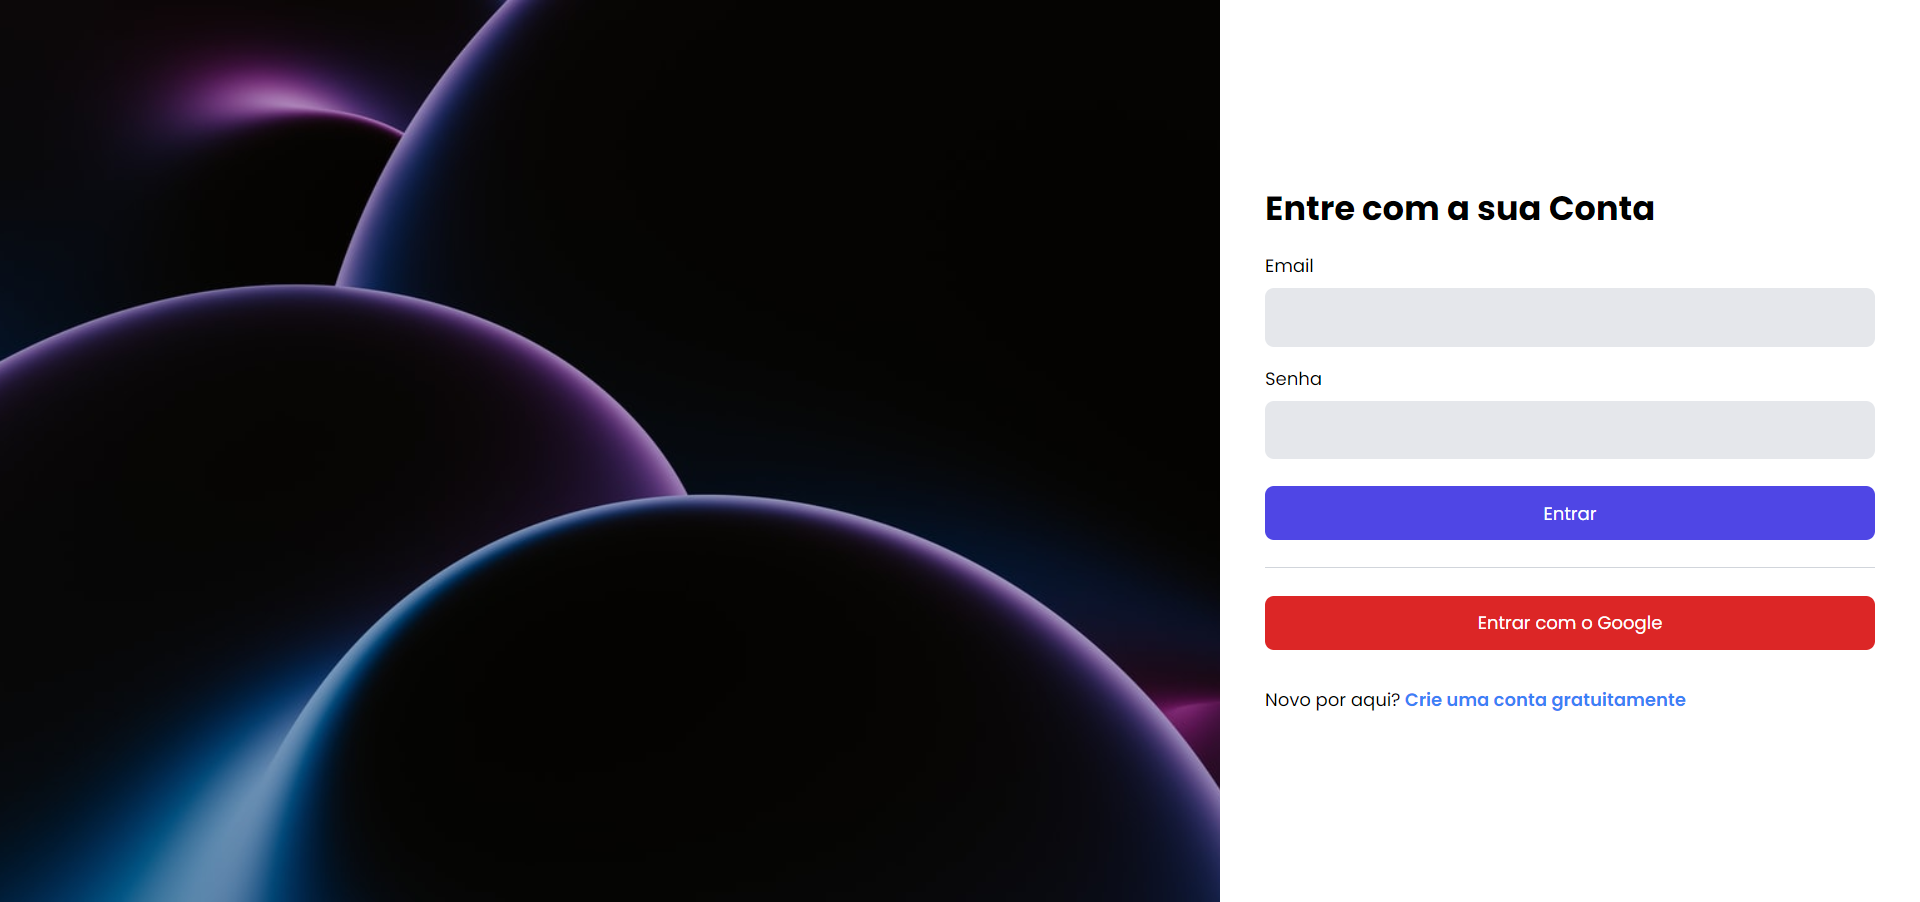 Entre com a sua Conta
Email
Senha
Entrar
Entrar com o Google
Novo por aqui? Crie uma conta gratuitamente